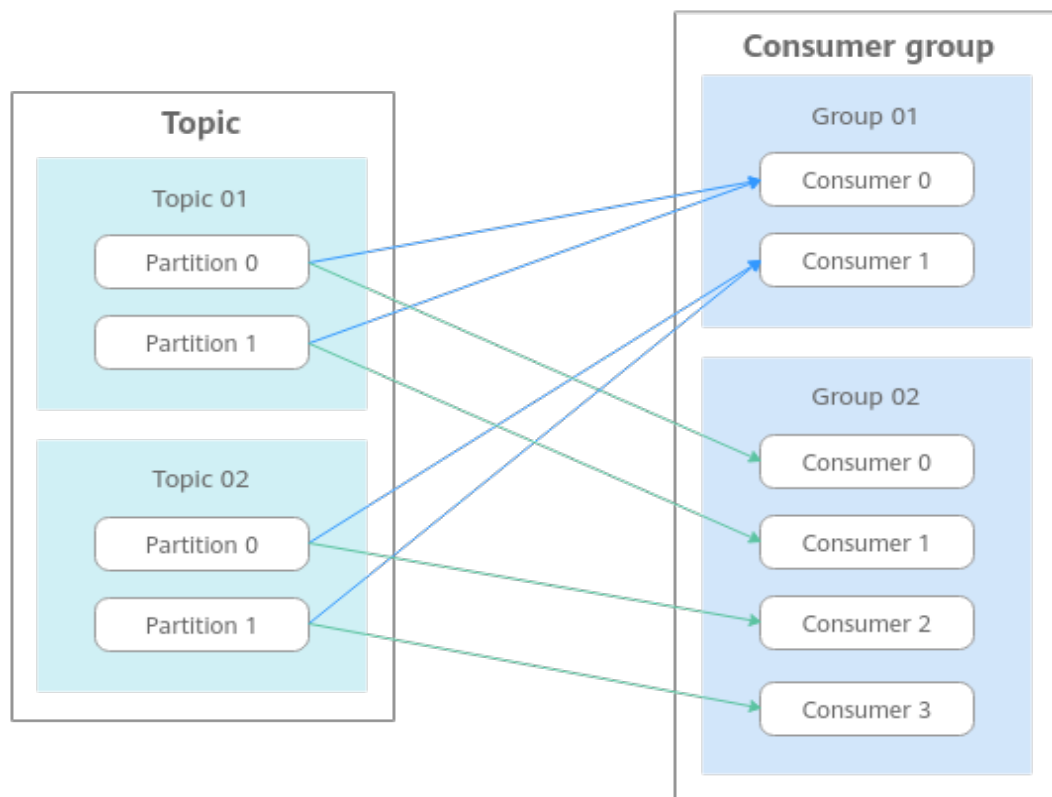 Topic
Topic 01
Partition 0
Partition 1
Topic 02
Partition 0
Partition 1
Consumer group
Group 01
Consumer 0
Consumer 1
Group 02
Consumer 0
Consumer 1
Consumer 2
Consumer 3